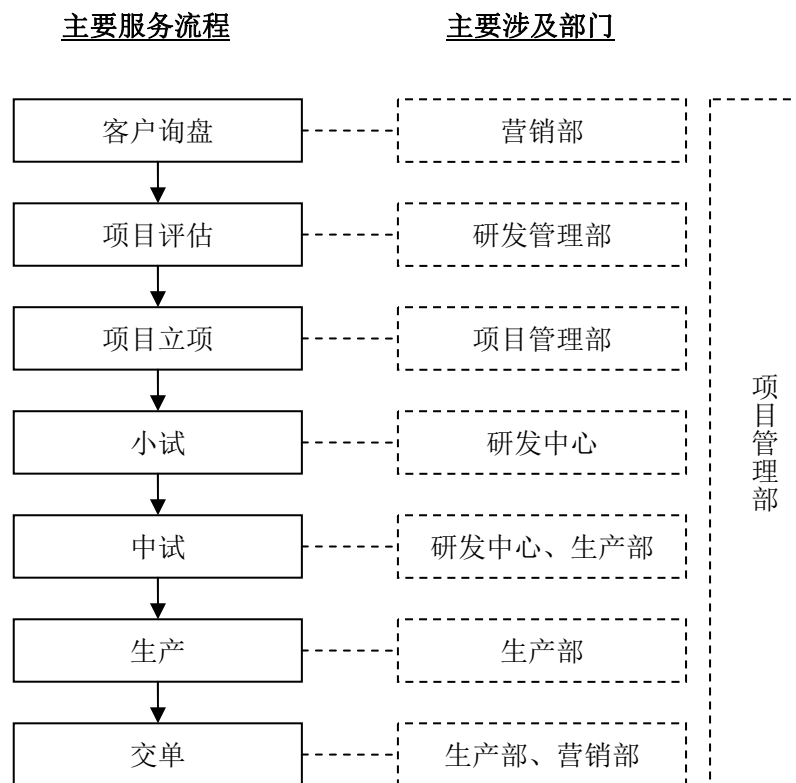 主要服务流程 主要涉及部门
客户询盘 营销部
项目评估 研发管理部
项目立项 项目管理部
小试 研发中心
中试 研发中心、生产部
生产 生产部
交单 生产部、营销部
项目管理部